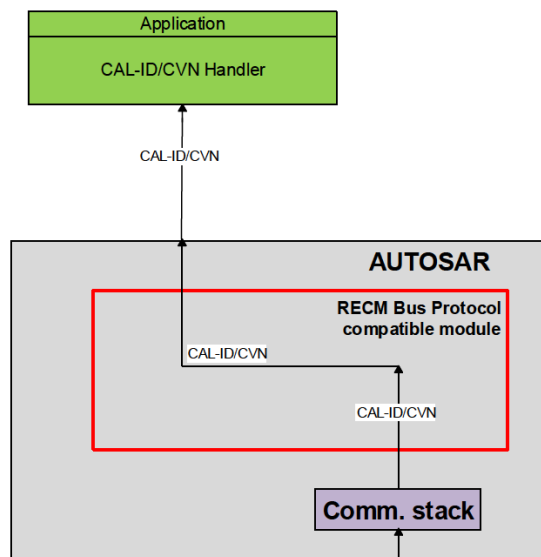 Application
CAL-ID/CVN Handler
CAL-ID/CVN
AUTOSAR
RECM Bus Protocol
compatible module
CAL-ID/CVN
CAL-ID/CVN
Comm. stack